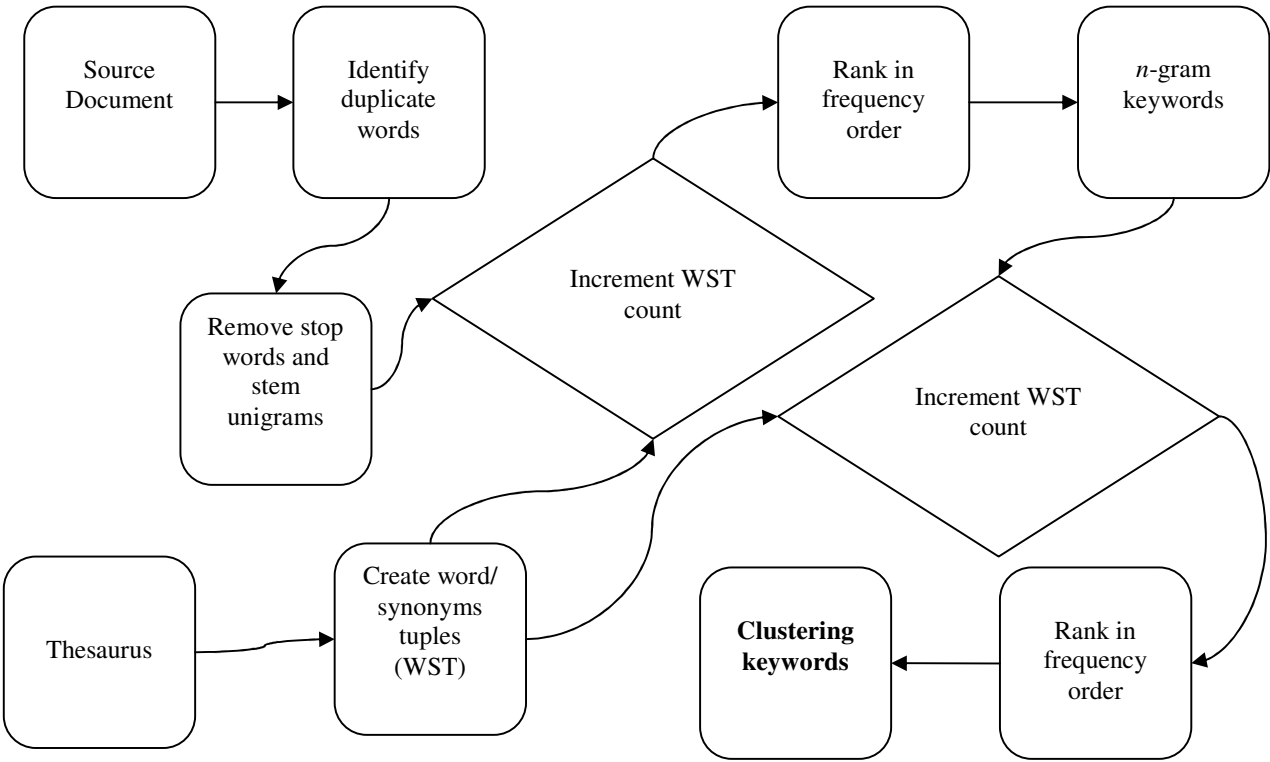 Source
Document
Identify
duplicate
words
Rank in
frequency
order
n-gram
keywords
Increment WST
count
Remove stop
words and
stem
unigrams
Increment WST
count
Thesaurus
Create word/
synonyms
tuples
(WST)
Clustering
keywords
Rank in
frequency
order